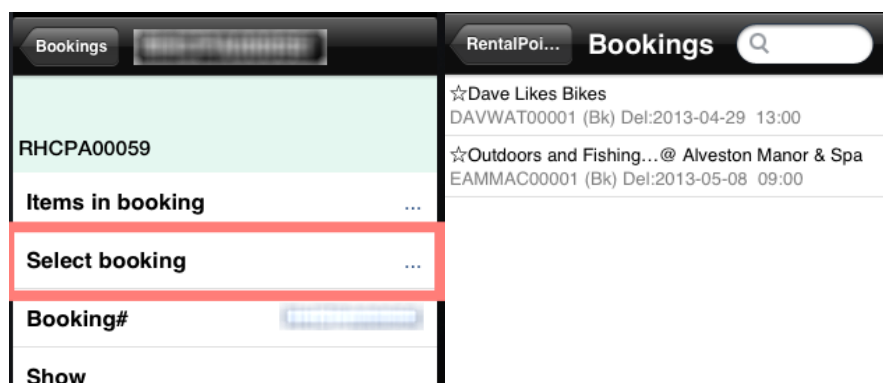 Bookings
RHCPA00059
Items in booking ...
Select booking ...
Booking#
Show
RentalPoi... Bookings
☆Dave Likes Bikes
DAVWAT00001 (Bk) Del:2013-04-29 13:00
☆Outdoors and Fishing...@ Alveston Manor & Spa
EAMMAC00001 (Bk) Del:2013-05-08 09:00